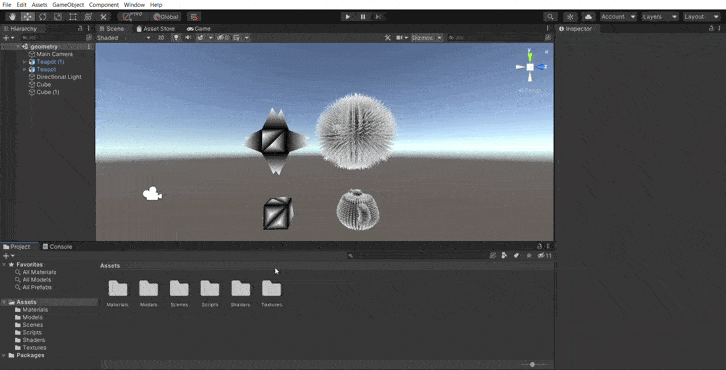 File Edit Assets GameObject Component Window Help
Global
Account Layers Layout
Hierarchy Scene Asset Store Game Inspector
Shaded 2D Gizmos
geometry
Main Camera
Teapot (1)
Teapot
Directional Light
Cube
Cube (1)
Persp
Project Console
Favorites
All Materials
All Models
All Prefabs
Assets
Materials
Models
Scenes
Scripts
Shaders
Textures
Packages
Assets
Materials Models Scenes Scripts Shaders Textures
11